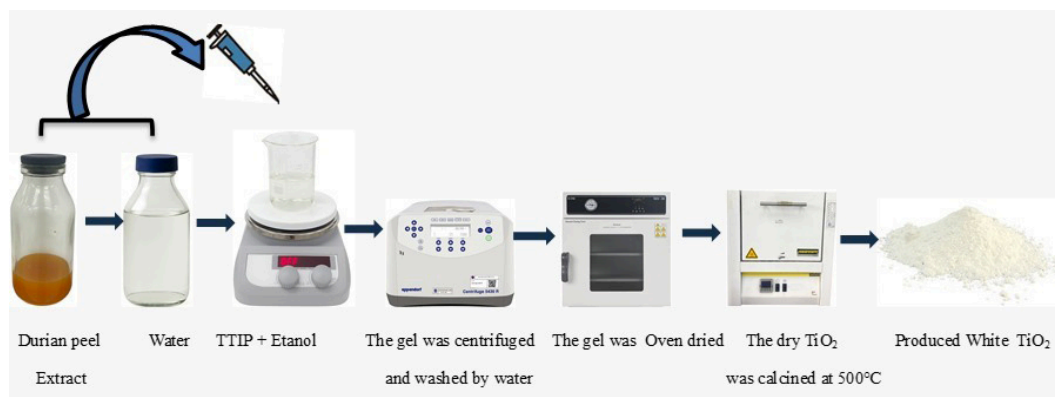 Durian peel
Extract
Water
TTIP + Etanol
The gel was centrifuged
and washed by water
The gel was Oven dried
The dry TiO₂
was calcined at 500°C
Produced White TiO₂